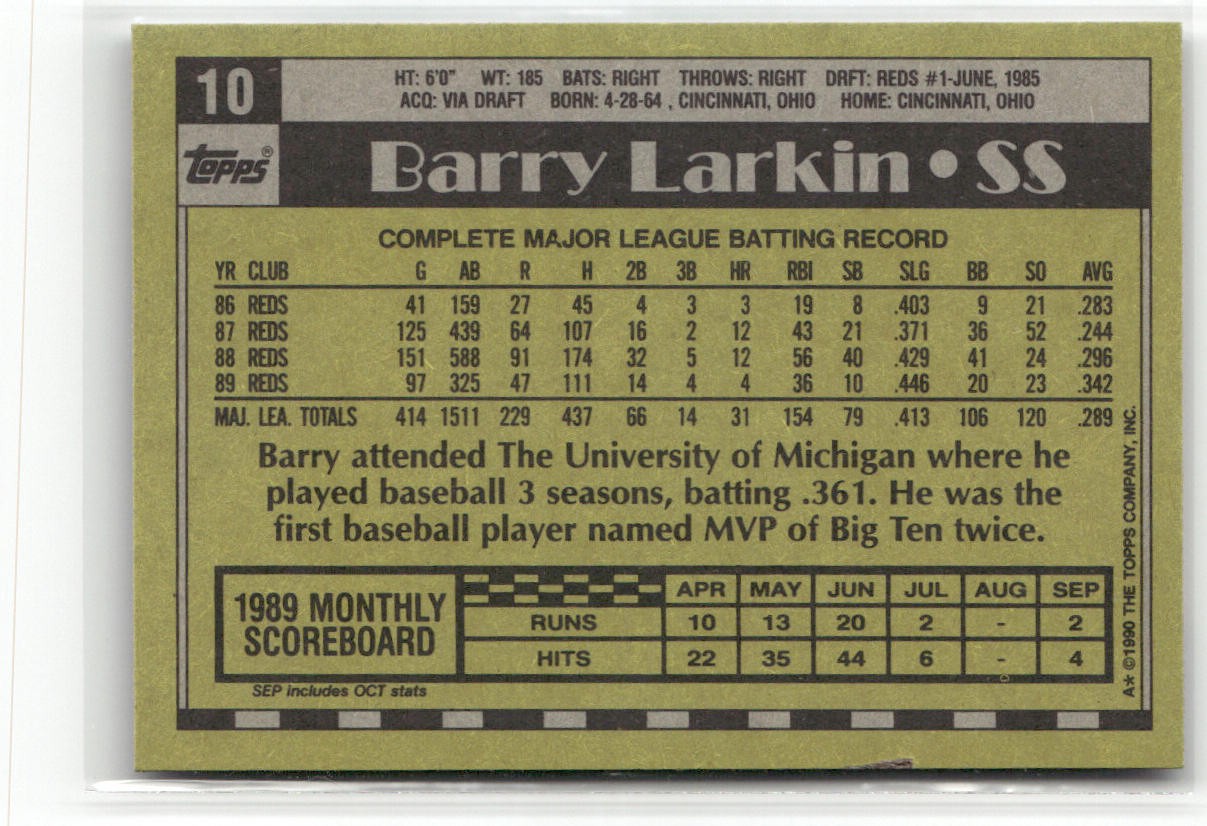 10
HT: 6'0" WT: 185 BATS: RIGHT THROWS: RIGHT DRFT: REDS #1-JUNE, 1985
ACQ: VIA DRAFT BORN: 4-28-64 , CINCINNATI, OHIO HOME: CINCINNATI, OHIO
Topps®
Barry Larkin • SS
COMPLETE MAJOR LEAGUE BATTING RECORD
YR CLUB G AB R H 2B 3B HR RBI SB SLG BB SO AVG
86 REDS 41 159 27 45 4 3 3 19 8 .403 9 21 .283
87 REDS 125 439 64 107 16 2 12 43 21 .371 36 52 .244
88 REDS 151 588 91 174 32 5 12 56 40 .429 41 24 .296
89 REDS 97 325 47 111 14 4 4 36 10 .446 20 23 .342
MAJ. LEA. TOTALS 414 1511 229 437 66 14 31 154 79 .413 106 120 .289
Barry attended The University of Michigan where he
played baseball 3 seasons, batting .361. He was the
first baseball player named MVP of Big Ten twice.
1989 MONTHLY
SCOREBOARD
APR MAY JUN JUL AUG SEP
RUNS 10 13 20 2 - 2
HITS 22 35 44 6 - 4
SEP includes OCT stats
A* ©1990 THE TOPPS COMPANY, INC.